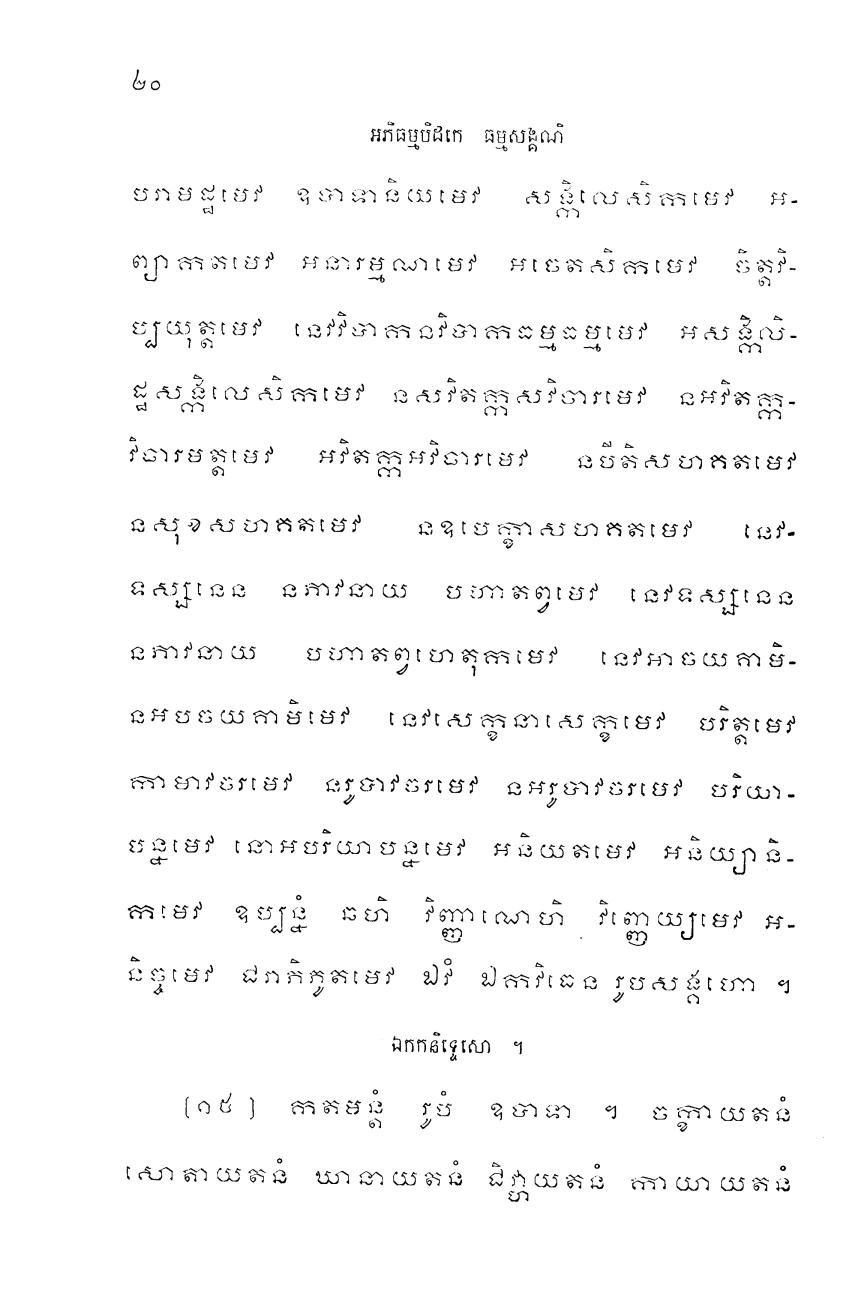 ៤០
អភិធម្មបិដកេ ធម្មសង្គណិ
បរាមដ្ឋមេវ ឧបាទានិយមេវ សង្កិលេសិកមេវ អ-
ព្យាកតមេវ អនារម្មណាមេវ អចេតសិកមេវ ចិត្តវិ-
ប្បយុត្តមេវ នេវវិបាកនវិបាកធម្មធម្មមេវ អសង្កិលិ-
ដ្ឋសង្កិលេសិកមេវ នសវិតក្កសវិចារមេវ នអវិតក្ក-
វិចារមត្តមេវ អវិតក្កអវិចារមេវ នបីតិសហគតមេវ
នសុខសហគតមេវ នឧបេក្ខាសហគតមេវ នេវ-
ទស្សនេន នភាវនាយ បហាតព្វមេវ នេវទស្សនេន
នភាវនាយ បហាតព្វហេតុកមេវ នេវអាចយគាមិ-
នអបចយគាមិមេវ នេវសេក្ខនាសេក្ខមេវ បរិត្តមេវ
កាមាវចរមេវ នរូបាវចរមេវ នអរូបាវចរមេវ បរិយា-
បន្នមេវ នោអបរិយាបន្នមេវ អនិយតមេវ អនិយ្យានិ-
កមេវ ឧប្បន្នំ ឆហិ វិញ្ញាណេហិ វិញ្ញេយ្យមេវ អ-
និច្ចមេវ ជរាភិភូតមេវ ឯវំ ឯកវិធេន រូបសង្គហោ ។
ឯកកនិទ្ទេសោ ។
[១៥] កតមន្តំ រូបំ ឧបាទា ។ ចក្ខាយតនំ
សោតាយតនំ ឃានាយតនំ ជិវ្ហាយតនំ កាយាយតនំ